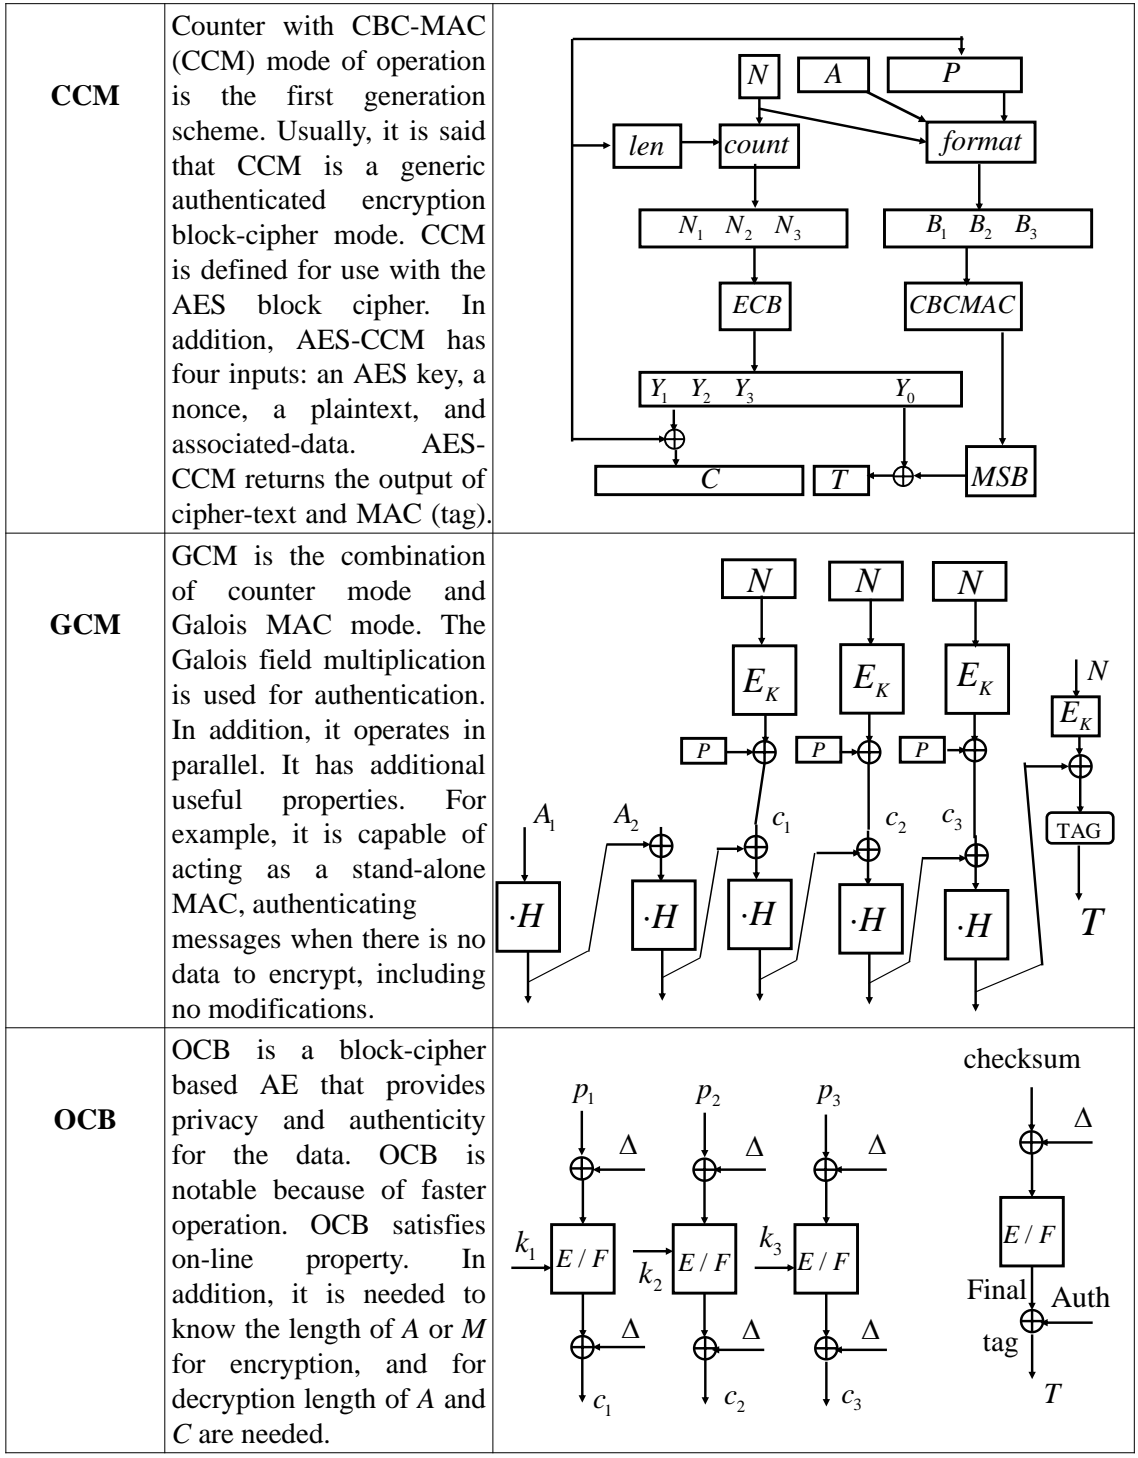 CCM
Counter with CBC-MAC
(CCM) mode of operation
is the first generation
scheme. Usually, it is said
that CCM is a generic
authenticated encryption
block-cipher mode. CCM
is defined for use with the
AES block cipher. In
addition, AES-CCM has
four inputs: an AES key, a
nonce, a plaintext, and
associated-data. AES-
CCM returns the output of
cipher-text and MAC (tag).
N A P
len count format
N₁ N₂ N₃ B₁ B₂ B₃
ECB CBCMAC
Y₁ Y₂ Y₃ Y₀
C T MSB
GCM
GCM is the combination
of counter mode and
Galois MAC mode. The
Galois field multiplication
is used for authentication.
In addition, it operates in
parallel. It has additional
useful properties. For
example, it is capable of
acting as a stand-alone
MAC, authenticating
messages when there is no
data to encrypt, including
no modifications.
N N N
E_K E_K E_K N
E_K
P P P
A₁ A₂ c₁ c₂ c₃ TAG
·H ·H ·H ·H ·H T
OCB
OCB is a block-cipher
based AE that provides
privacy and authenticity
for the data. OCB is
notable because of faster
operation. OCB satisfies
on-line property. In
addition, it is needed to
know the length of A or M
for encryption, and for
decryption length of A and
C are needed.
checksum
p₁ p₂ p₃
Δ Δ Δ Δ
k₁ E / F k₂ E / F k₃ E / F E / F
Final Auth
Δ Δ Δ tag
c₁ c₂ c₃ T